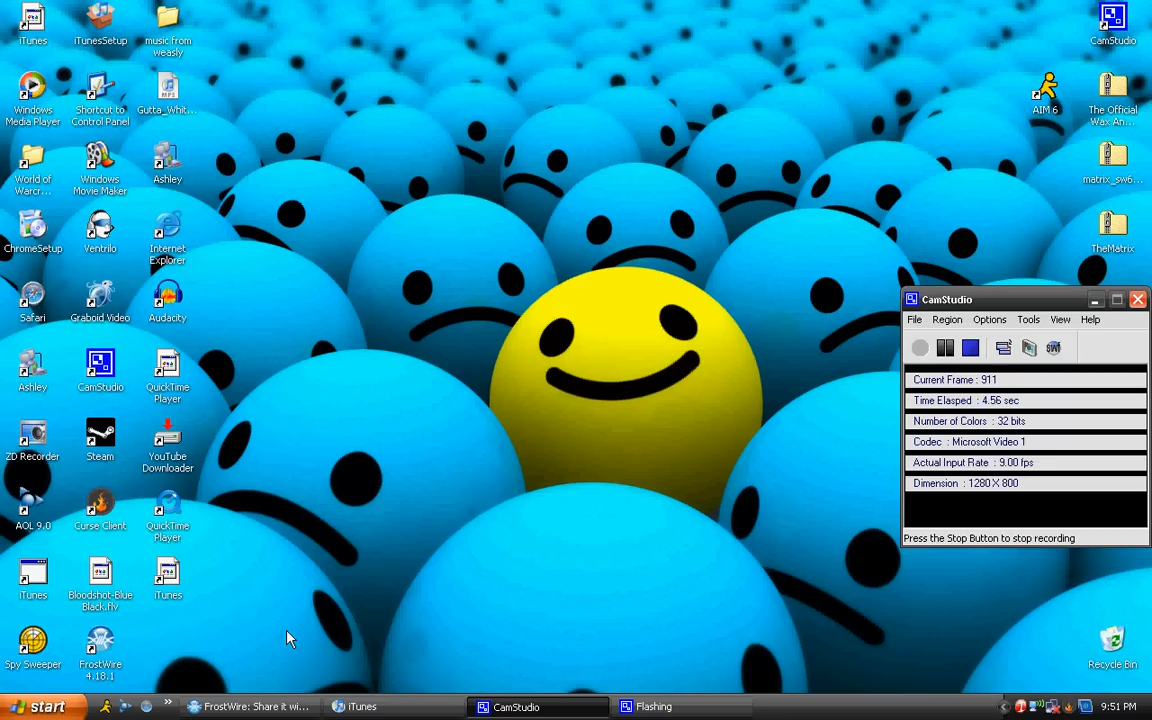 iTunes
iTunesSetup
music from
weasly
CamStudio
Windows
Media Player
Shortcut to
Control Panel
Gutta_Whit...
AIM 6
The Official
Wax An...
World of
Warcr...
Windows
Movie Maker
Ashley
matrix_sw6...
ChromeSetup
Ventrilo
Internet
Explorer
TheMatrix
Safari
Graboid Video
Audacity
Ashley
CamStudio
QuickTime
Player
ZD Recorder
Steam
YouTube
Downloader
AOL 9.0
Curse Client
QuickTime
Player
iTunes
Bloodshot-Blue
Black.flv
iTunes
Spy Sweeper
FrostWire
4.18.1
CamStudio
File Region Options Tools View Help
SWF
Current Frame : 911
Time Elasped : 4.56 sec
Number of Colors : 32 bits
Codec : Microsoft Video 1
Actual Input Rate : 9.00 fps
Dimension : 1280 X 800
Press the Stop Button to stop recording
Recycle Bin
start
FrostWire: Share it wi...
iTunes
CamStudio
Flashing
9:51 PM